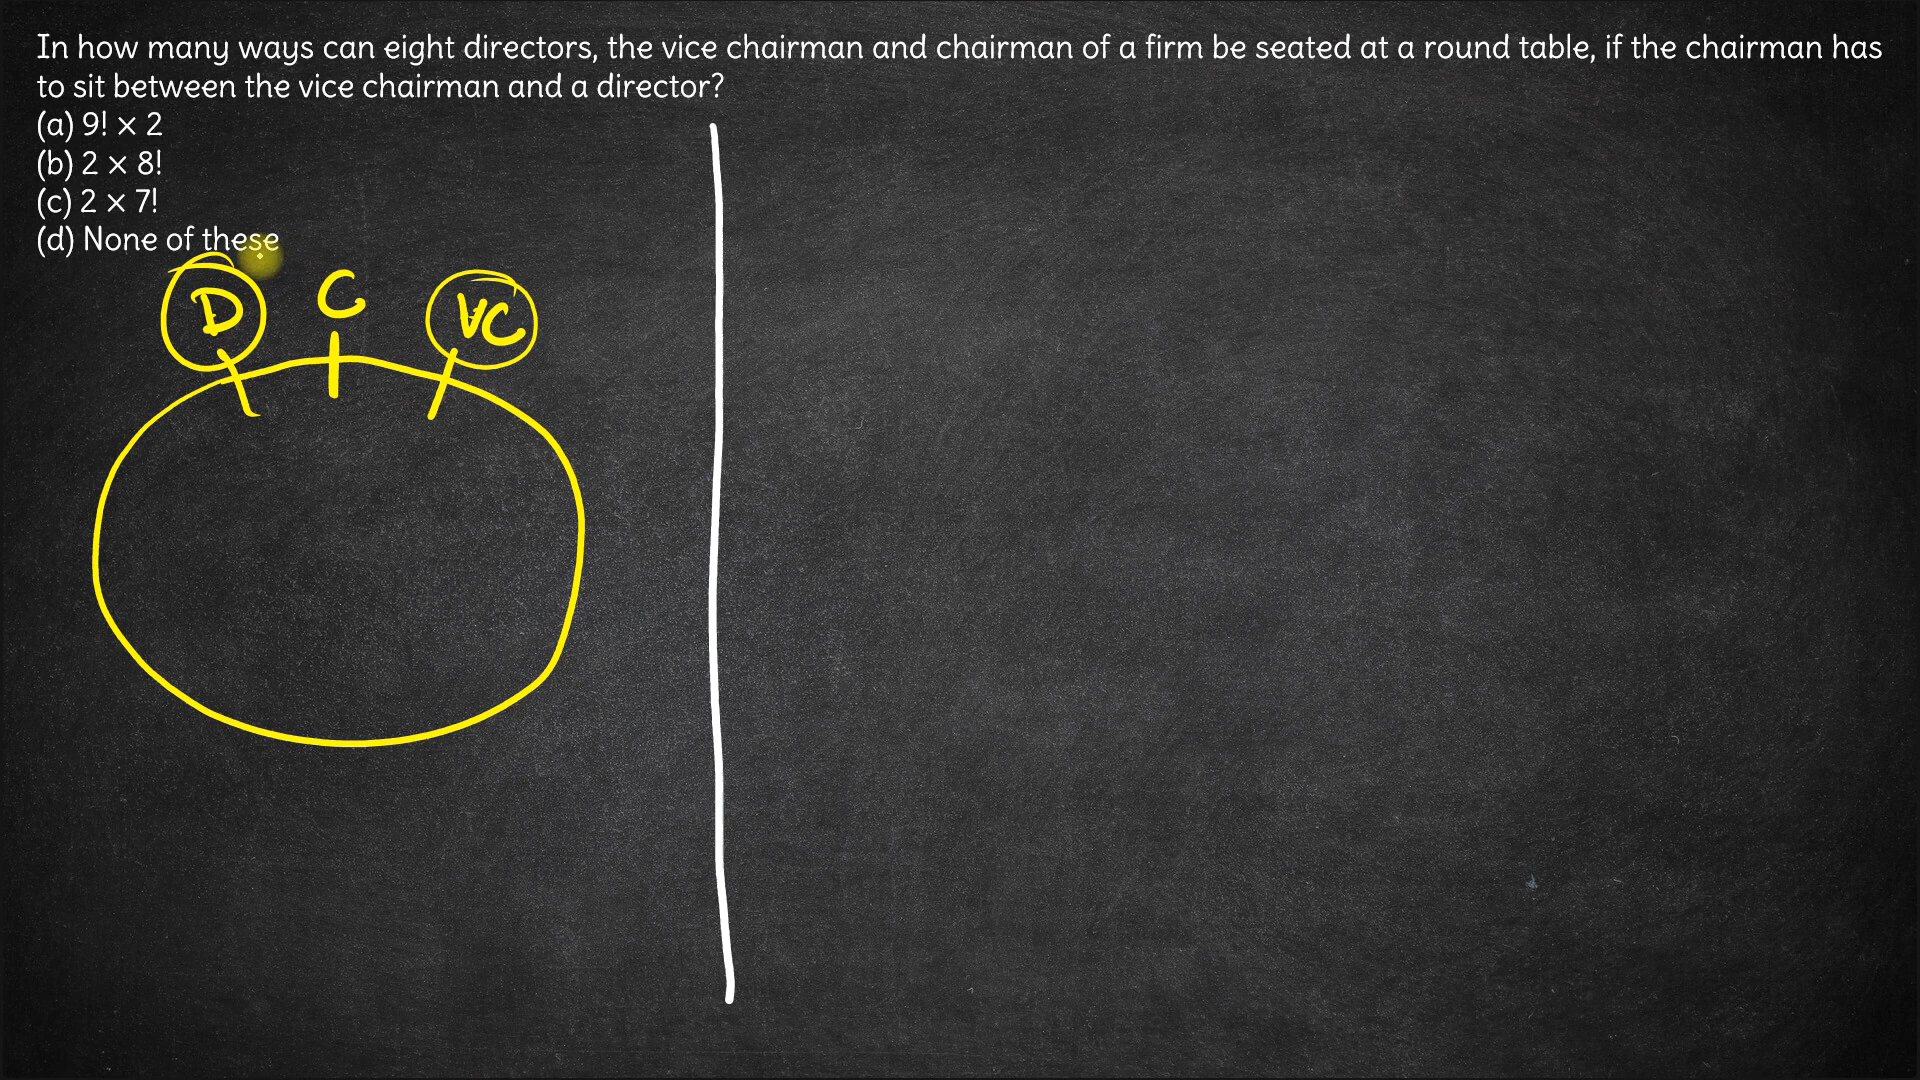 In how many ways can eight directors, the vice chairman and chairman of a firm be seated at a round table, if the chairman has
to sit between the vice chairman and a director?
(a) 9! × 2
(b) 2 × 8!
(c) 2 × 7!
(d) None of these
D C VC